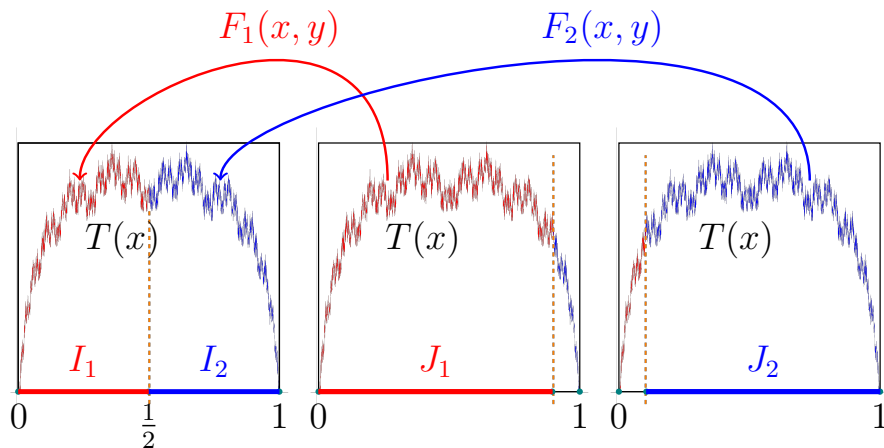 F₁(x, y) F₂(x, y)
T(x) T(x) T(x)
I₁ I₂ J₁ J₂
0 1/2 1 0 1 0 1